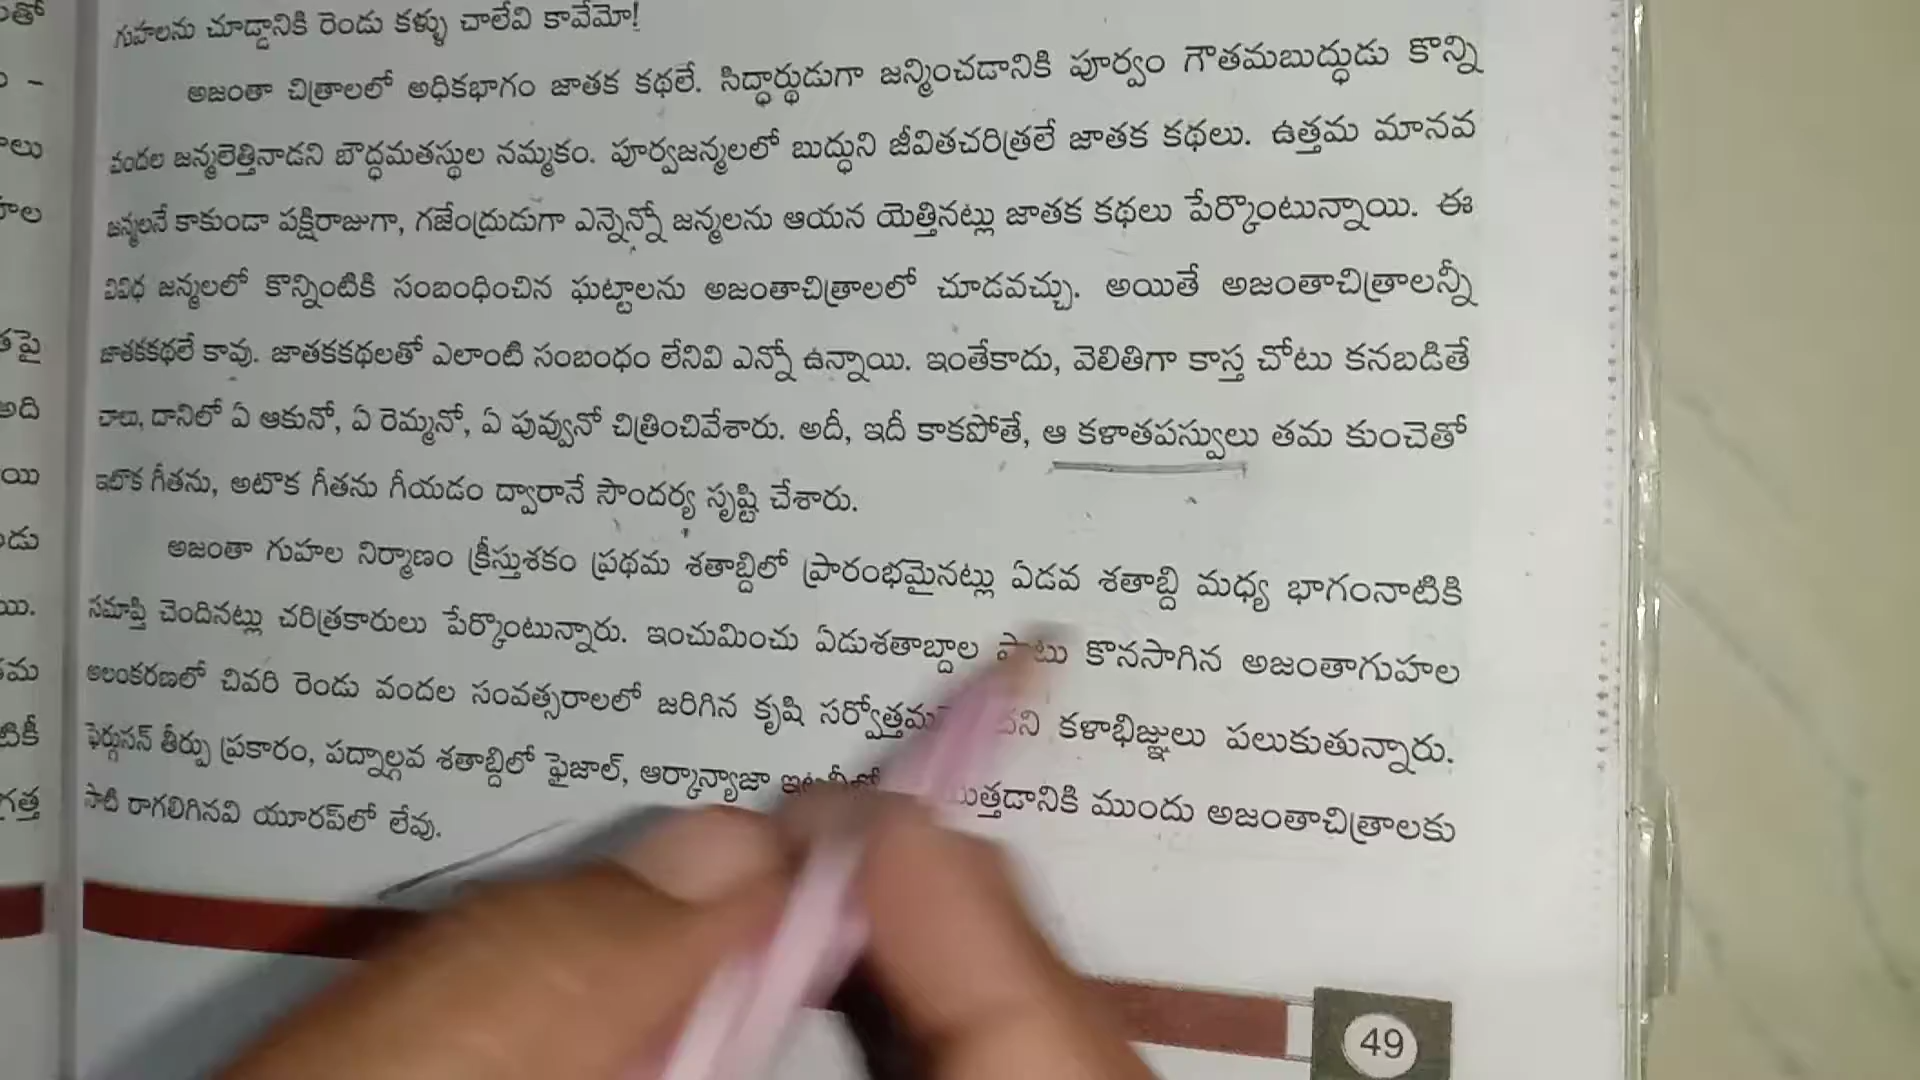 తో గుహలను చూడ్డానికి రెండు కళ్ళు చాలేవి కావేమో!
అజంతా చిత్రాలలో అధికభాగం జాతక కథలే. సిద్ధార్థుడుగా జన్మించడానికి పూర్వం గౌతమబుద్ధుడు కొన్ని
వందల జన్మలెత్తినాడని బౌద్ధమతస్థుల నమ్మకం. పూర్వజన్మలలో బుద్ధుని జీవితచరిత్రలే జాతక కథలు. ఉత్తమ మానవ
జన్మలనే కాకుండా పక్షిరాజుగా, గజేంద్రుడుగా ఎన్నెన్నో జన్మలను ఆయన యెత్తినట్లు జాతక కథలు పేర్కొంటున్నాయి. ఈ
వివిధ జన్మలలో కొన్నింటికి సంబంధించిన ఘట్టాలను అజంతాచిత్రాలలో చూడవచ్చు. అయితే అజంతాచిత్రాలన్నీ
పై జాతకకథలే కావు. జాతకకథలతో ఎలాంటి సంబంధం లేనివి ఎన్నో ఉన్నాయి. ఇంతేకాదు, వెలితిగా కాస్త చోటు కనబడితే
అది చాలు, దానిలో ఏ ఆకునో, ఏ రెమ్మనో, ఏ పువ్వునో చిత్రించివేశారు. అదీ, ఇదీ కాకపోతే, ఆ కళాతపస్వులు తమ కుంచెతో
ఇటొక గీతను, అటొక గీతను గీయడం ద్వారానే సౌందర్య సృష్టి చేశారు.
అజంతా గుహల నిర్మాణం క్రీస్తుశకం ప్రథమ శతాబ్దిలో ప్రారంభమైనట్లు ఏడవ శతాబ్ది మధ్య భాగంనాటికి
సమాప్తి చెందినట్లు చరిత్రకారులు పేర్కొంటున్నారు. ఇంచుమించు ఏడుశతాబ్దాల కొనసాగిన అజంతాగుహల
అలంకరణలో చివరి రెండు వందల సంవత్సరాలలో జరిగిన కృషి కళాభిజ్ఞులు పలుకుతున్నారు.
ఫెర్గుసన్ తీర్పు ప్రకారం, పద్నాల్గవ శతాబ్దిలో ఫైజాల్, ఆర్కాన్యాజా ముందు అజంతాచిత్రాలకు
సాటి రాగలిగినవి యూరప్‌లో లేవు.
49